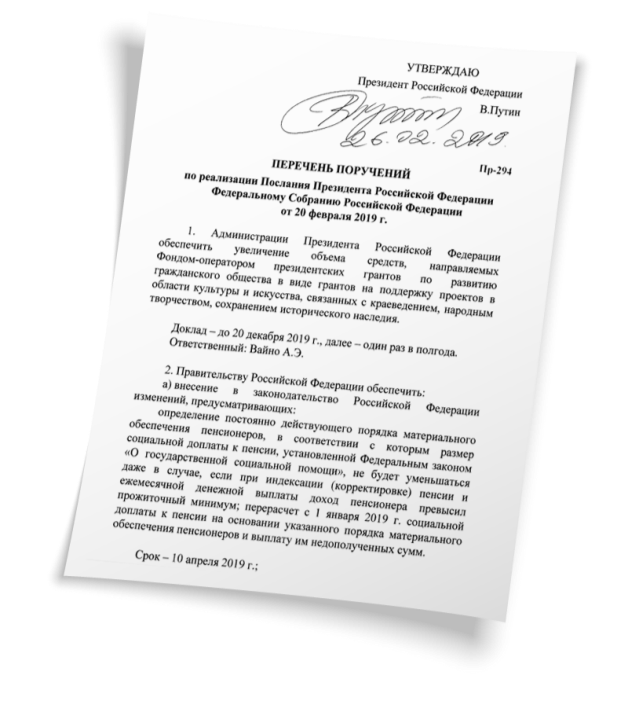 УТВЕРЖДАЮ
Президент Российской Федерации
В.Путин
26.02.2019
Пр-294
ПЕРЕЧЕНЬ ПОРУЧЕНИЙ
по реализации Послания Президента Российской Федерации
Федеральному Собранию Российской Федерации
от 20 февраля 2019 г.
1. Администрации Президента Российской Федерации
обеспечить увеличение объема средств, направляемых
Фондом-оператором президентских грантов по развитию
гражданского общества в виде грантов на поддержку проектов в
области культуры и искусства, связанных с краеведением, народным
творчеством, сохранением исторического наследия.
Доклад – до 20 декабря 2019 г., далее – один раз в полгода.
Ответственный: Вайно А.Э.
2. Правительству Российской Федерации обеспечить:
а) внесение в законодательство Российской Федерации
изменений, предусматривающих:
определение постоянно действующего порядка материального
обеспечения пенсионеров, в соответствии с которым размер
социальной доплаты к пенсии, установленной Федеральным законом
«О государственной социальной помощи», не будет уменьшаться
даже в случае, если при индексации (корректировке) пенсии и
ежемесячной денежной выплаты доход пенсионера превысил
прожиточный минимум; перерасчет с 1 января 2019 г. социальной
доплаты к пенсии на основании указанного порядка материального
обеспечения пенсионеров и выплату им недополученных сумм.
Срок – 10 апреля 2019 г.;